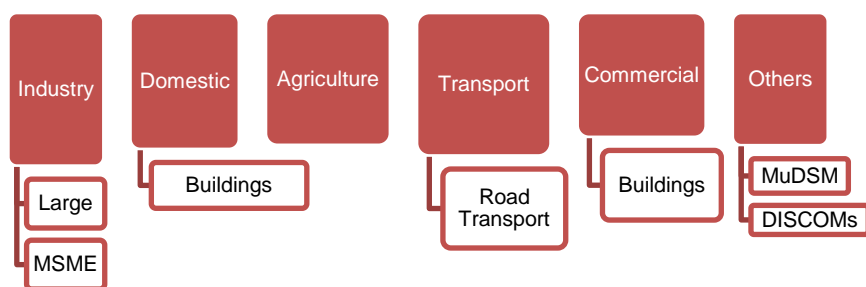 Industry
Domestic
Agriculture
Transport
Commercial
Others
Large
MSME
Buildings
Road
Transport
Buildings
MuDSM
DISCOMs